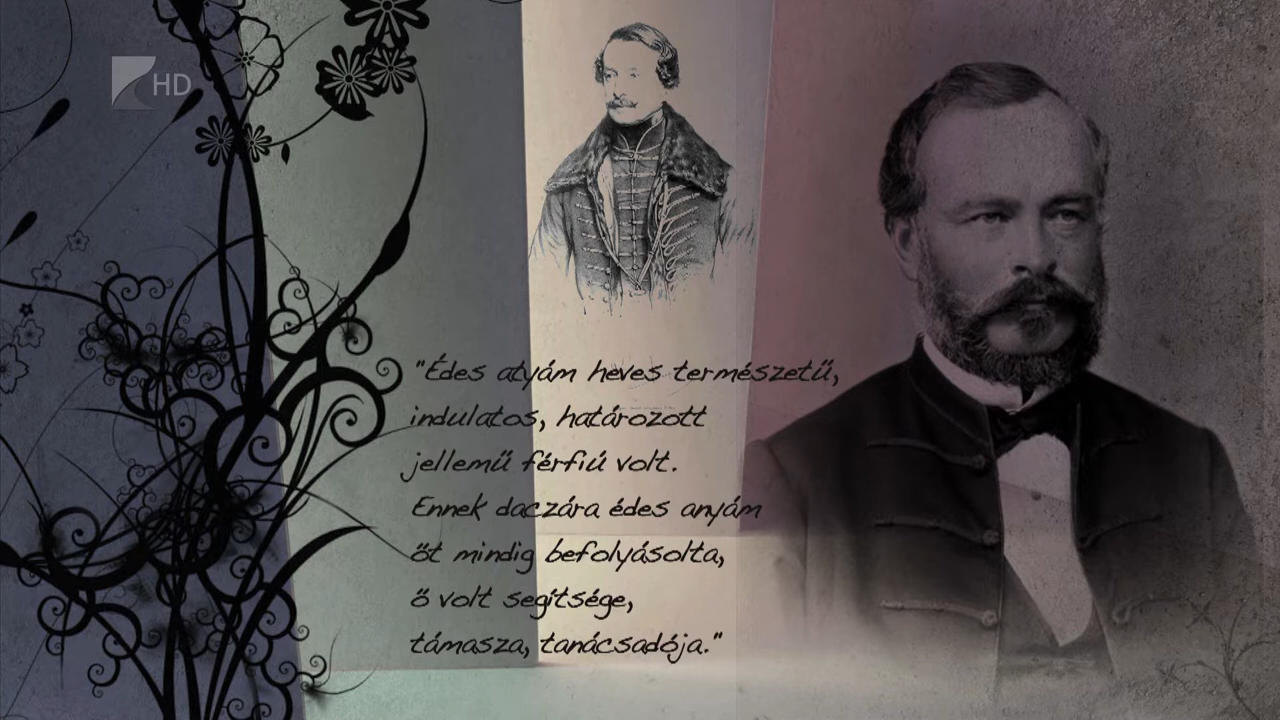 HD
"Édes atyám heves természetű,
indulatos, határozott
jellemű férfiú volt.
Ennek daczára édes anyám
őt mindig befolyásolta,
ő volt segítsége,
támasza, tanácsadója."